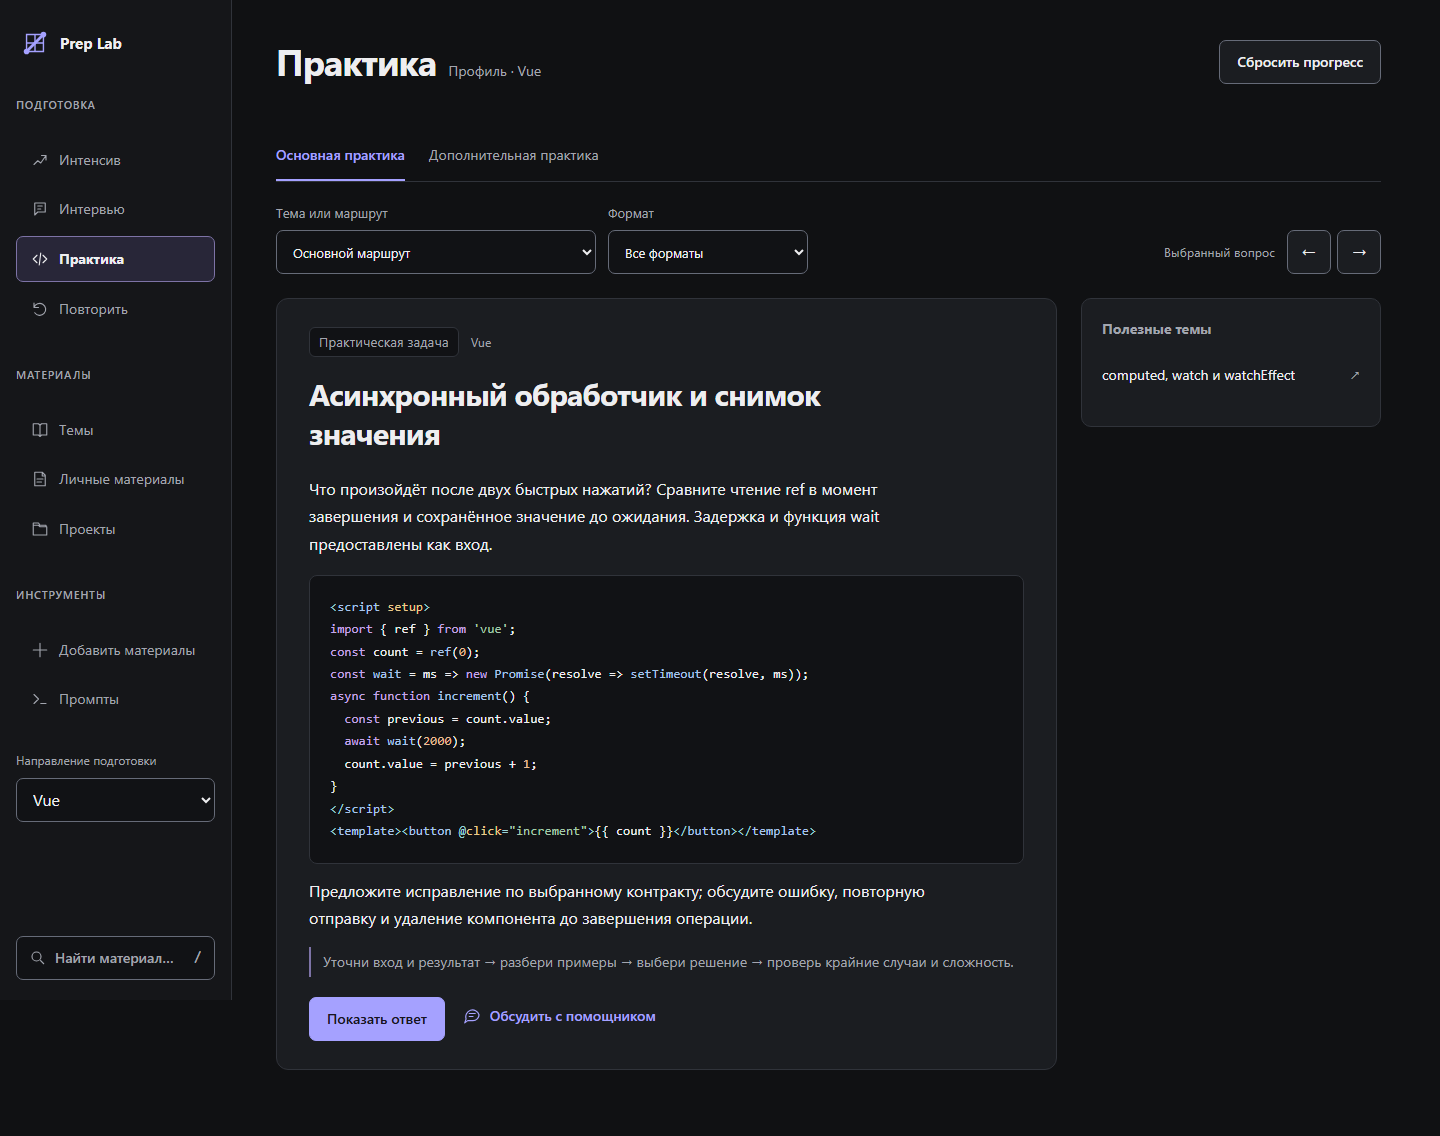 Prep Lab
ПОДГОТОВКА
Интенсив
Интервью
Практика
Повторить
МАТЕРИАЛЫ
Темы
Личные материалы
Проекты
ИНСТРУМЕНТЫ
Добавить материалы
Промпты
Направление подготовки
Vue
Найти материал... /
Практика Профиль · Vue
Сбросить прогресс
Основная практика Дополнительная практика
Тема или маршрут Формат
Основной маршрут Все форматы Выбранный вопрос ← →
Практическая задача Vue
Асинхронный обработчик и снимок
значения
Что произойдёт после двух быстрых нажатий? Сравните чтение ref в момент
завершения и сохранённое значение до ожидания. Задержка и функция wait
предоставлены как вход.
<script setup>
import { ref } from 'vue';
const count = ref(0);
const wait = ms => new Promise(resolve => setTimeout(resolve, ms));
async function increment() {
  const previous = count.value;
  await wait(2000);
  count.value = previous + 1;
}
</script>
<template><button @click="increment">{{ count }}</button></template>
Предложите исправление по выбранному контракту; обсудите ошибку, повторную
отправку и удаление компонента до завершения операции.
Уточни вход и результат → разбери примеры → выбери решение → проверь крайние случаи и сложность.
Показать ответ Обсудить с помощником
Полезные темы
computed, watch и watchEffect ↗